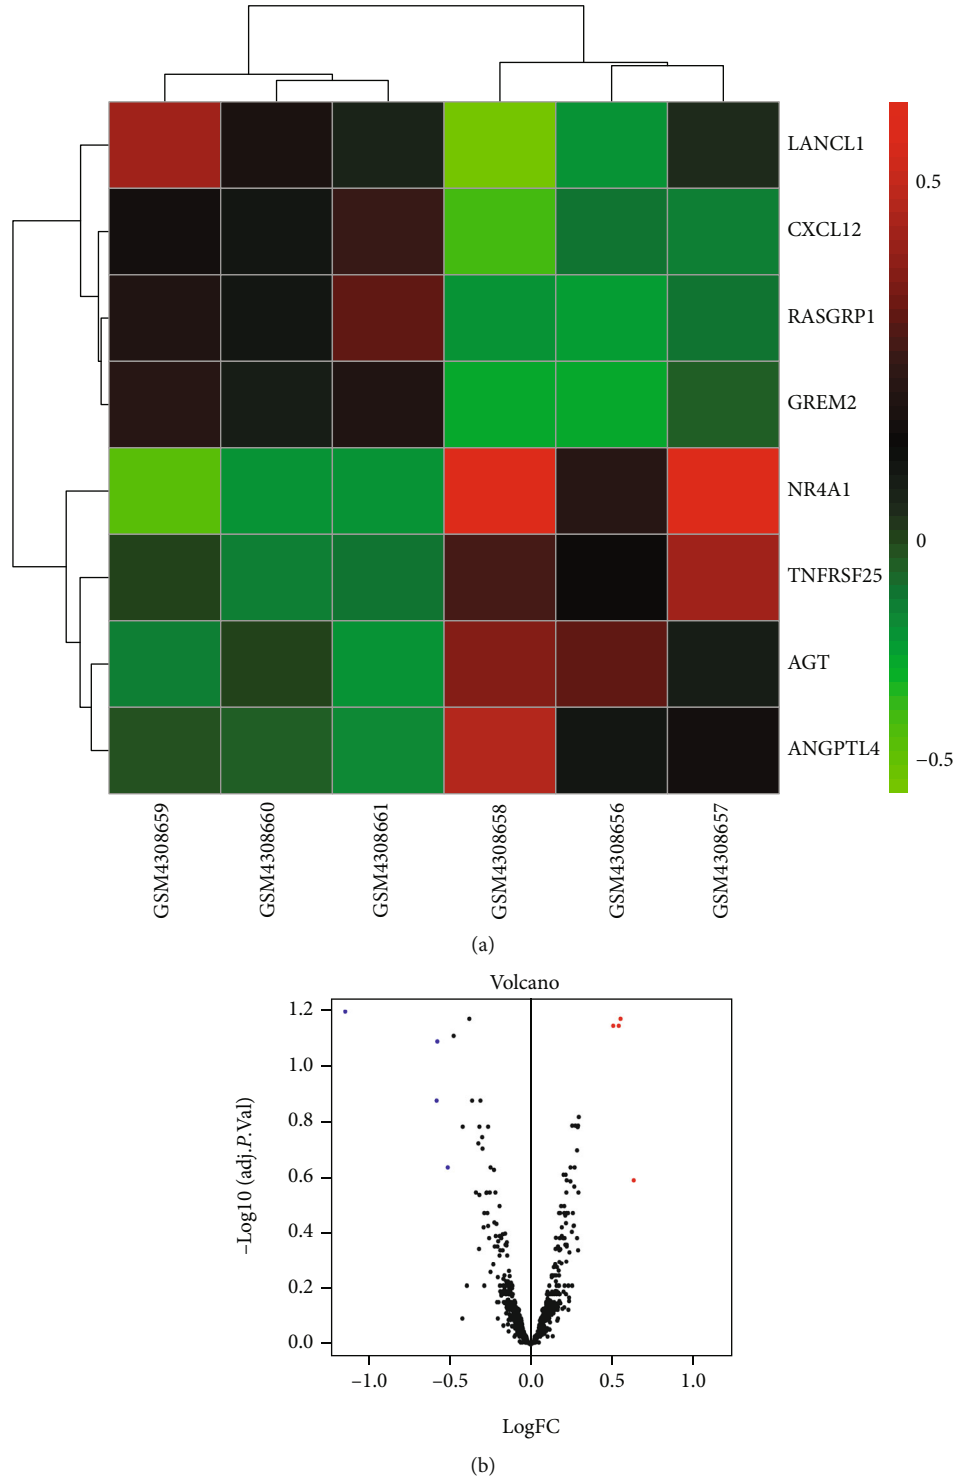 LANCL1
0.5
CXCL12
RASGRP1
GREM2
NR4A1
0
TNFRSF25
AGT
ANGPTL4
−0.5
GSM4308659
GSM4308660
GSM4308661
GSM4308658
GSM4308656
GSM4308657
(a)
Volcano
1.2
1.0
0.8
0.6
0.4
0.2
0.0
−Log10 (adj.P.Val)
−1.0 −0.5 0.0 0.5 1.0
LogFC
(b)